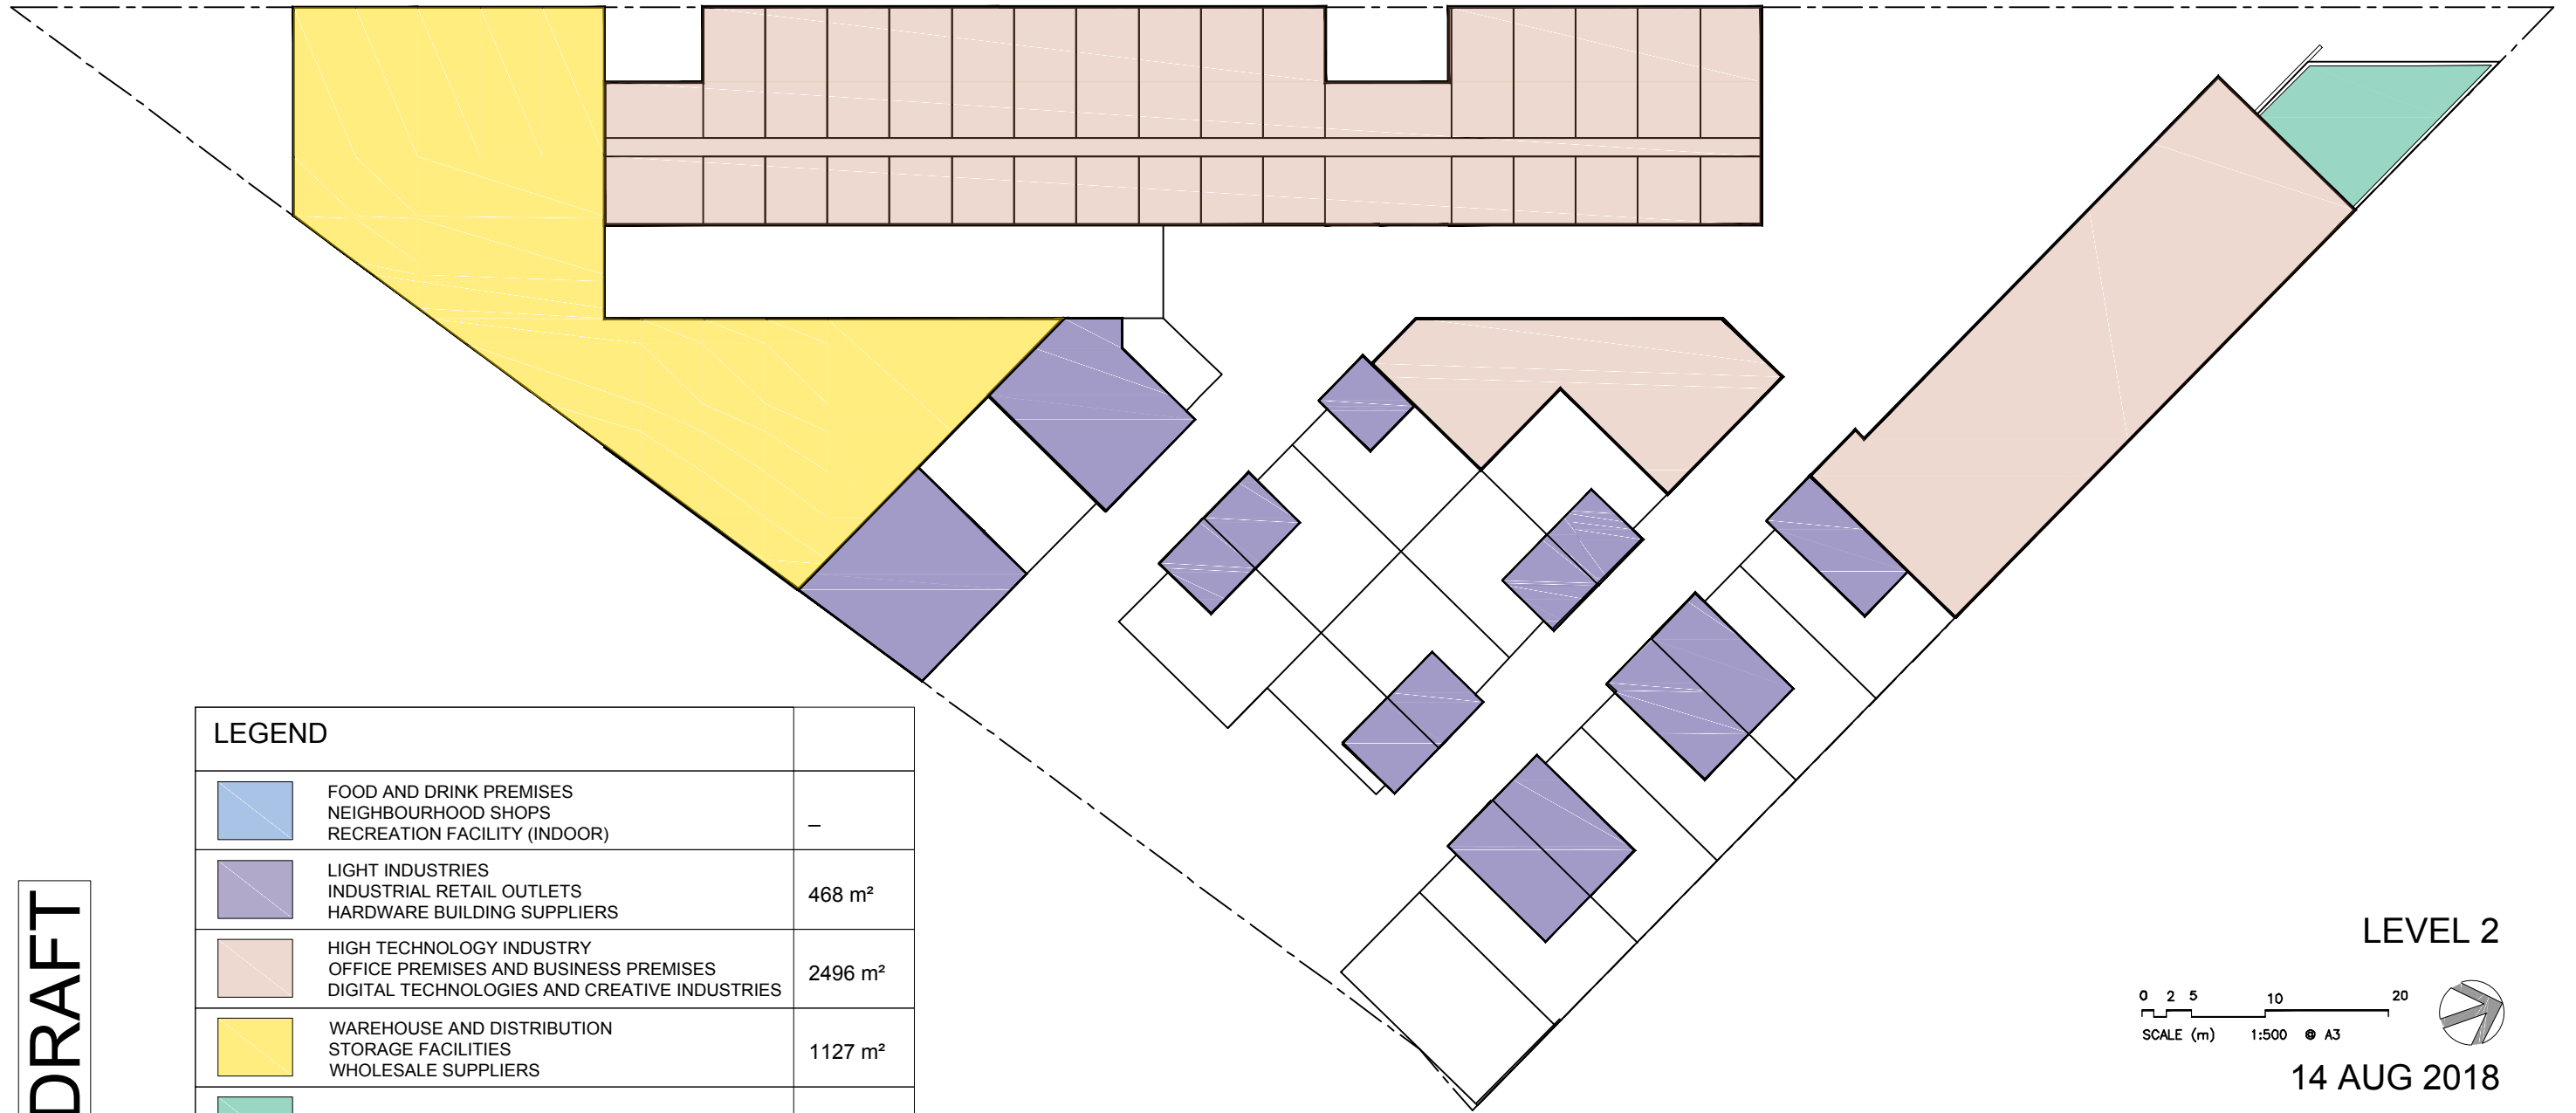 LEGEND
FOOD AND DRINK PREMISES
NEIGHBOURHOOD SHOPS
RECREATION FACILITY (INDOOR)
–
LIGHT INDUSTRIES
INDUSTRIAL RETAIL OUTLETS
HARDWARE BUILDING SUPPLIERS
468 m²
HIGH TECHNOLOGY INDUSTRY
OFFICE PREMISES AND BUSINESS PREMISES
DIGITAL TECHNOLOGIES AND CREATIVE INDUSTRIES
2496 m²
WAREHOUSE AND DISTRIBUTION
STORAGE FACILITIES
WHOLESALE SUPPLIERS
1127 m²
DRAFT
LEVEL 2
0 2 5 10 20
SCALE (m) 1:500 @ A3
14 AUG 2018